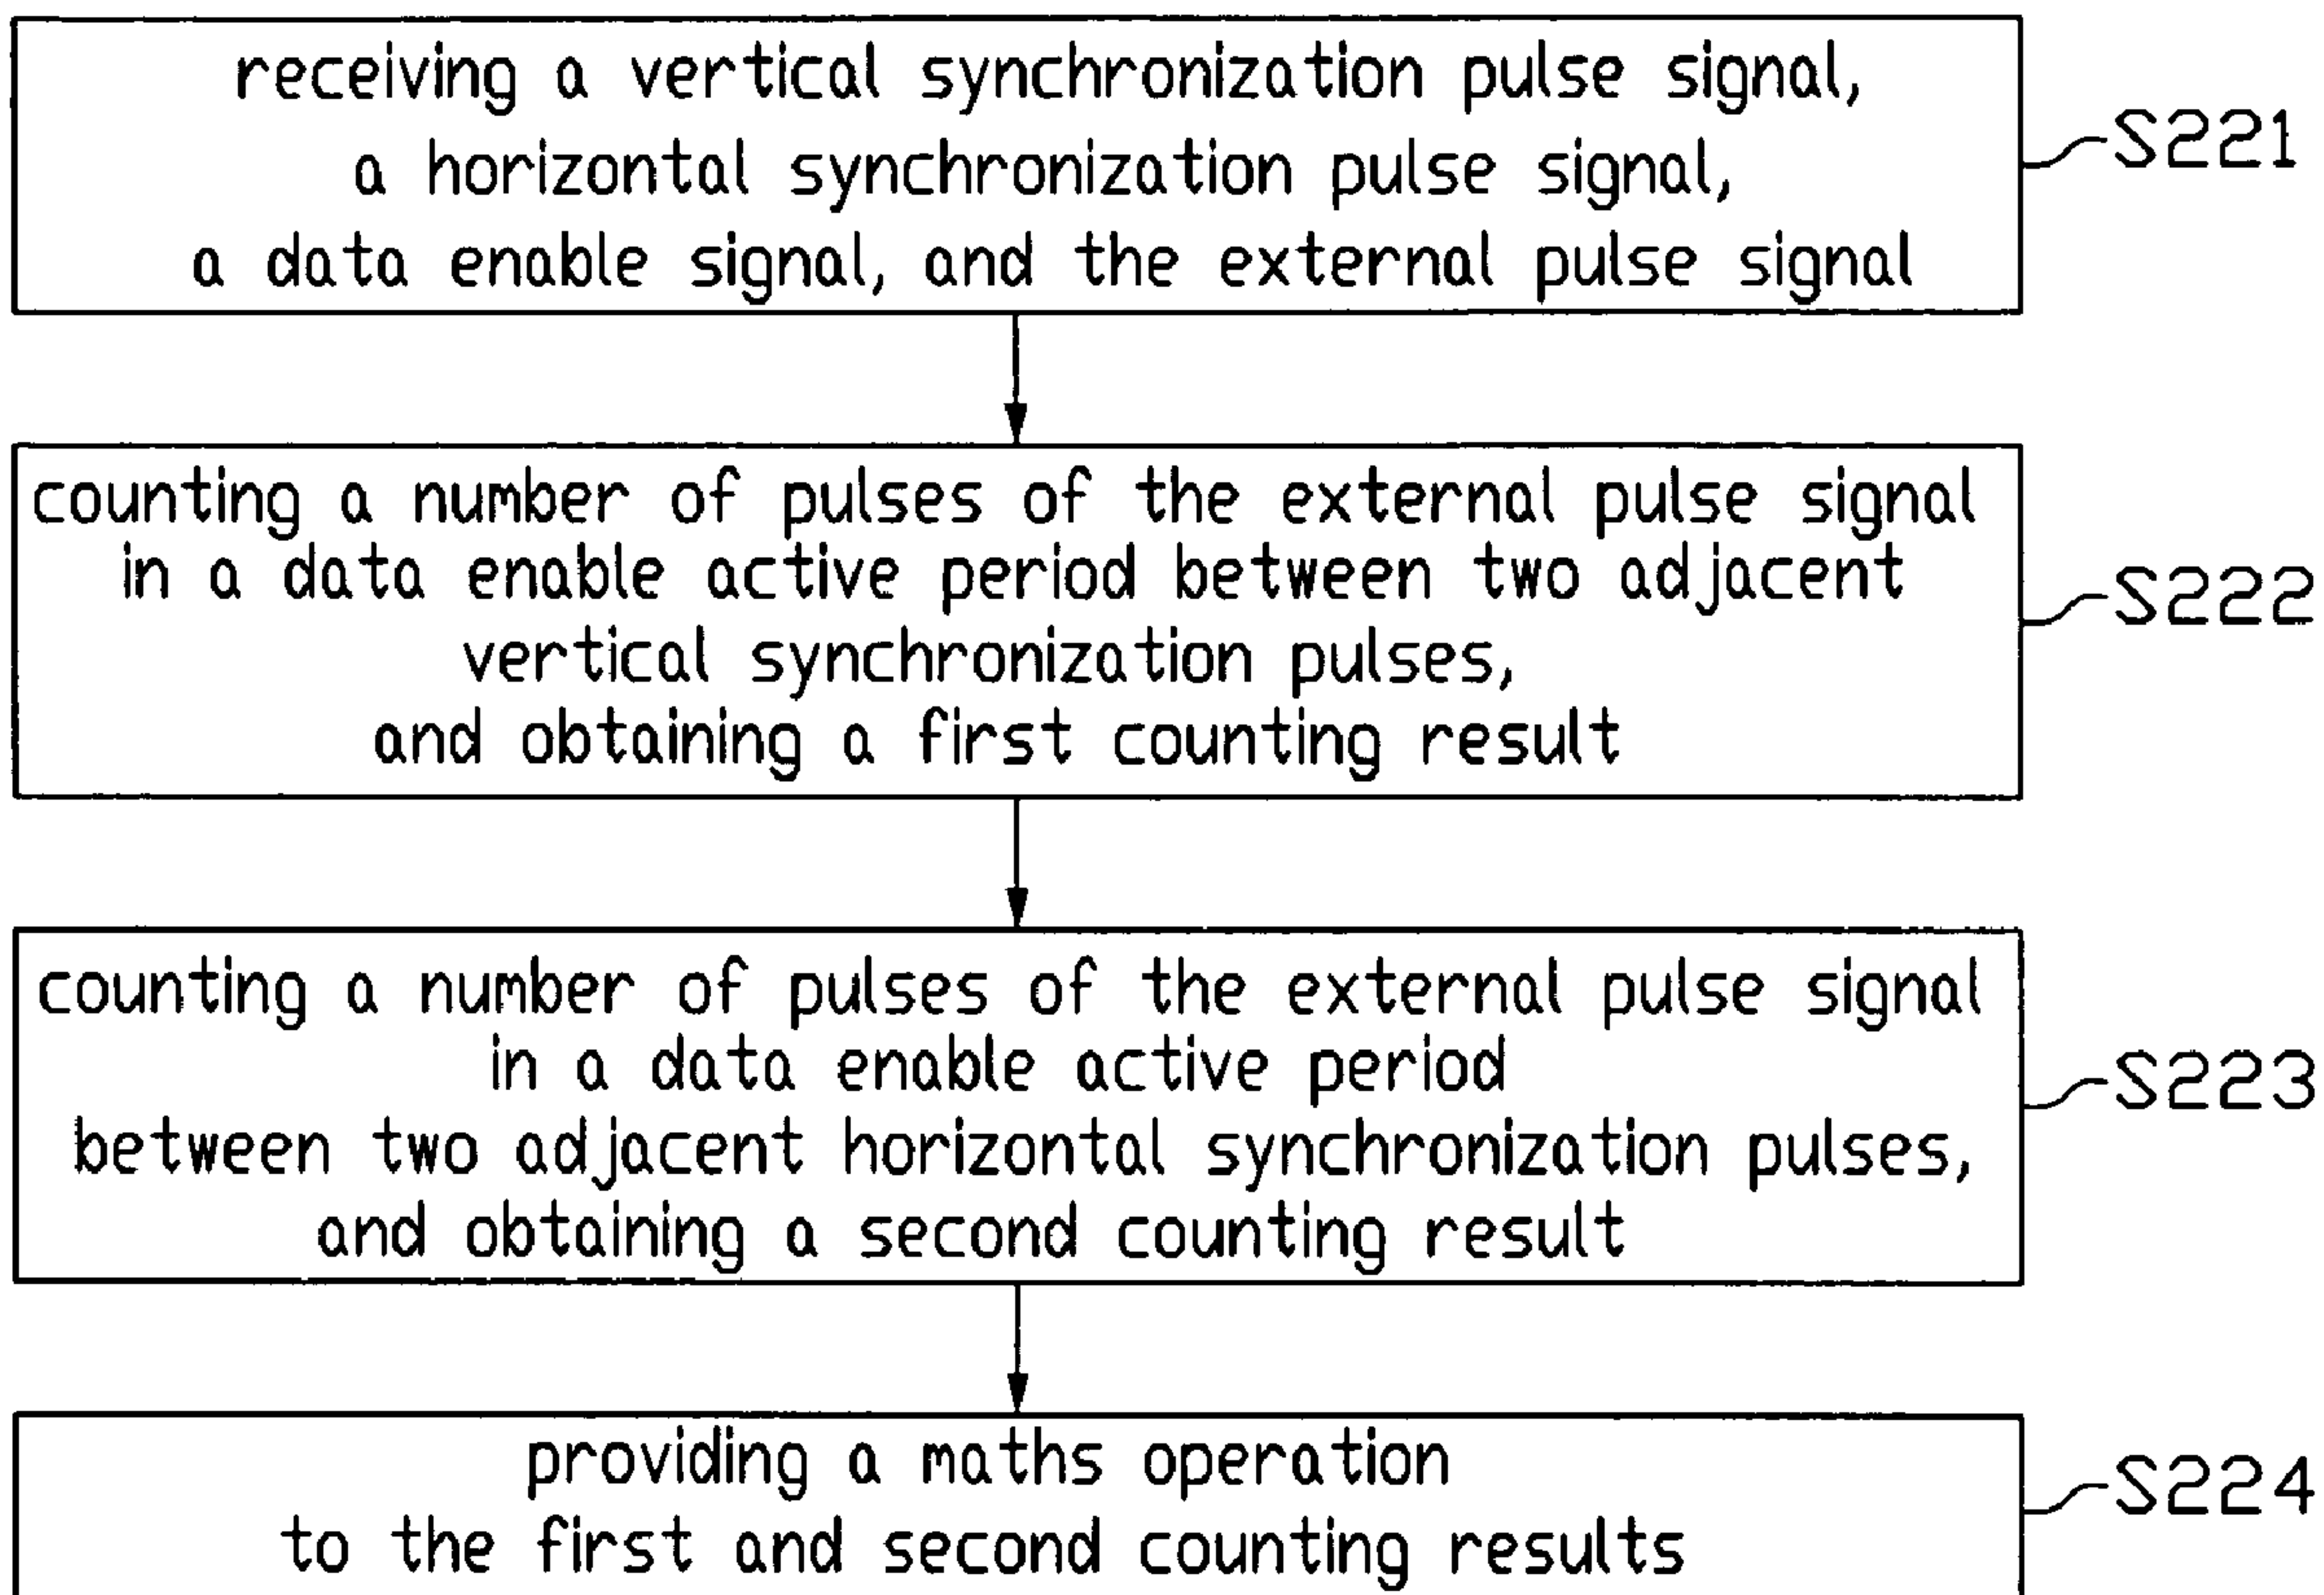 receiving a vertical synchronization pulse signal,
a horizontal synchronization pulse signal,
a data enable signal, and the external pulse signal
S221
counting a number of pulses of the external pulse signal
in a data enable active period between two adjacent
vertical synchronization pulses,
and obtaining a first counting result
S222
counting a number of pulses of the external pulse signal
in a data enable active period
between two adjacent horizontal synchronization pulses,
and obtaining a second counting result
S223
providing a maths operation
to the first and second counting results
S224